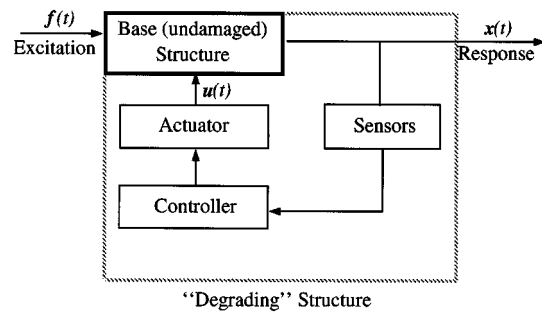 f(t)
Excitation
Base (undamaged)
Structure
x(t)
Response
u(t)
Actuator
Sensors
Controller
“Degrading” Structure